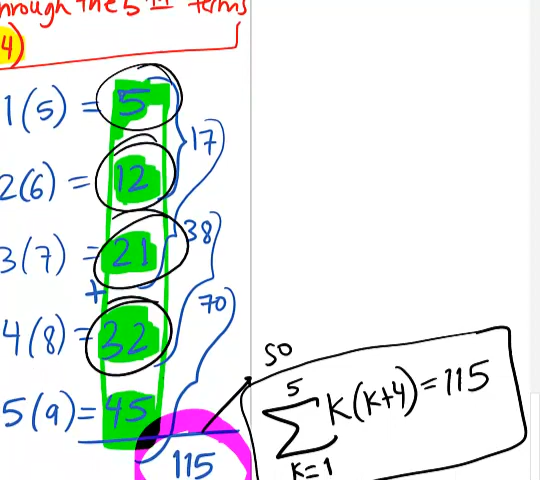 through the 5th terms
4)
1(5) = 5
17
2(6) = 12
3(7) = 21
38
+
4(8) = 32
70
5(9) = 45
115
so
5
∑ K(K+4) = 115
K=1